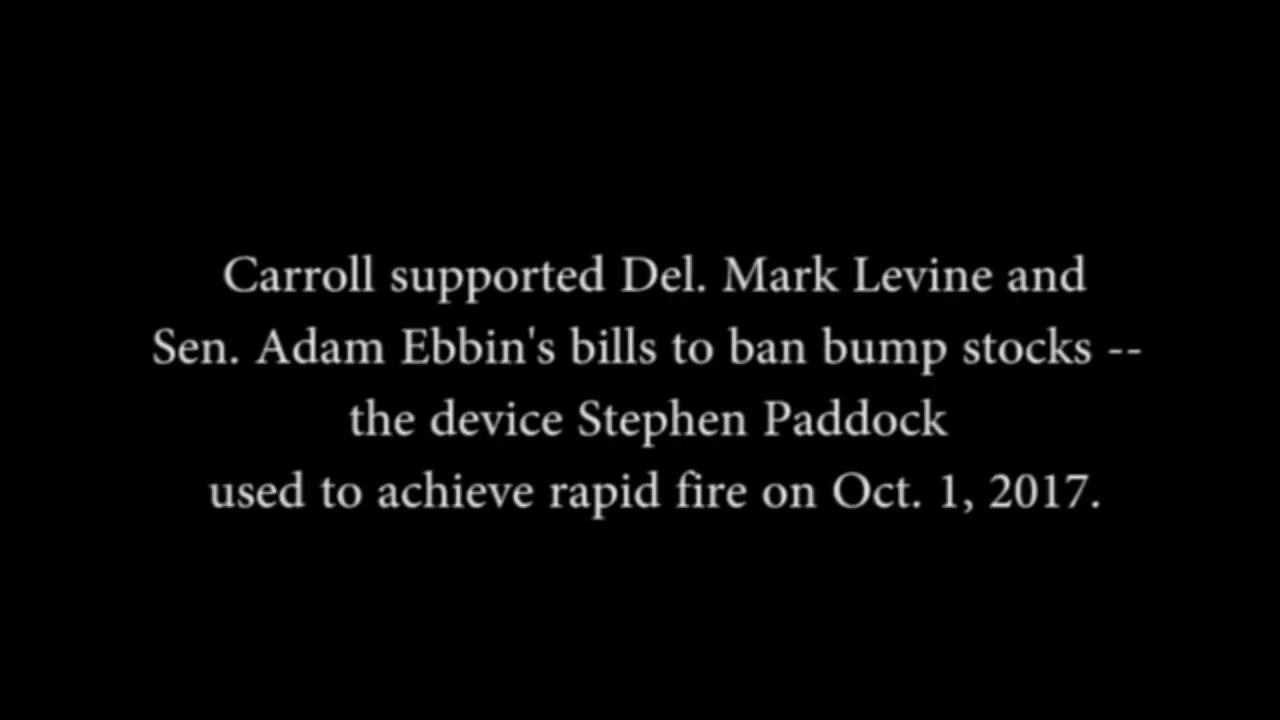 Carroll supported Del. Mark Levine and
Sen. Adam Ebbin's bills to ban bump stocks --
the device Stephen Paddock
used to achieve rapid fire on Oct. 1, 2017.